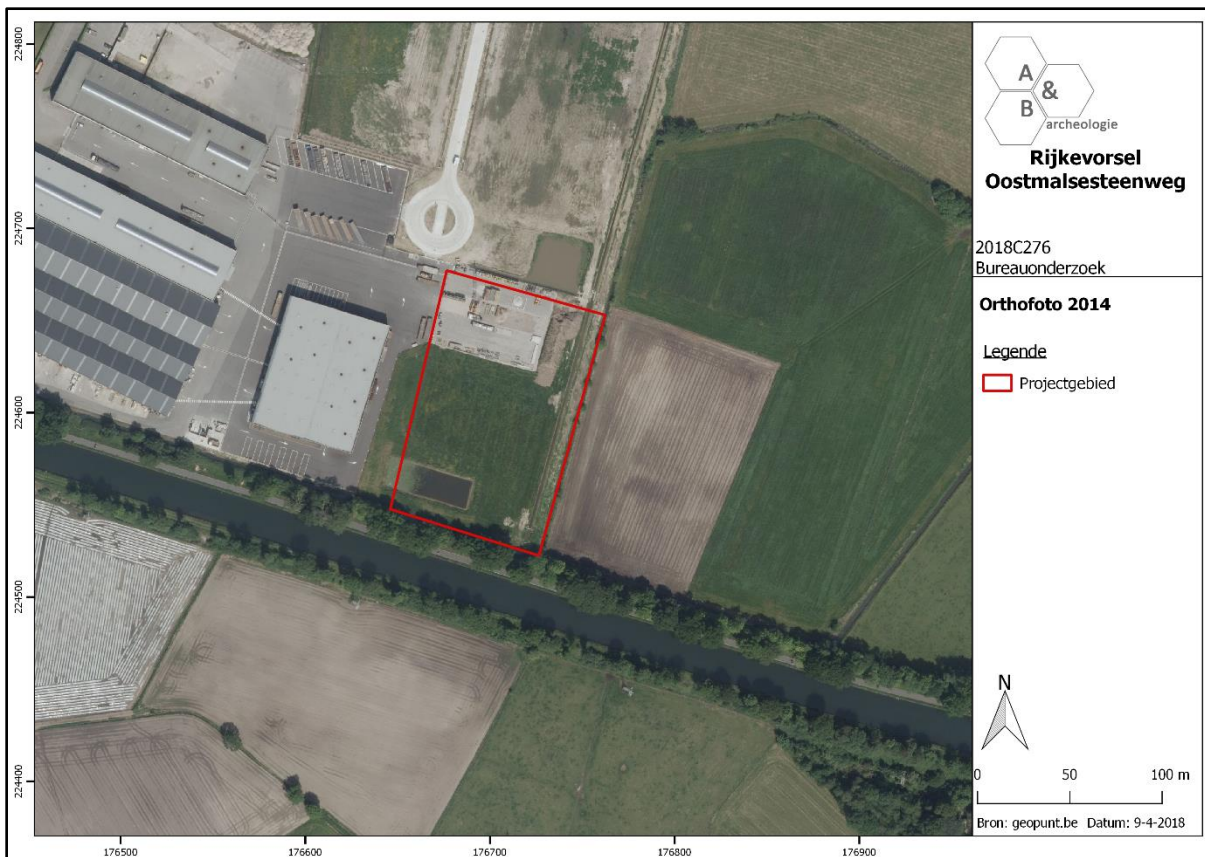 A
&
B
archeologie
Rijkevorsel
Oostmalsesteenweg
2018C276
Bureauonderzoek
Orthofoto 2014
Legende
Projectgebied
N
0 50 100 m
Bron: geopunt.be Datum: 9-4-2018
224800
224700
224600
224500
224400
176500 176600 176700 176800 176900